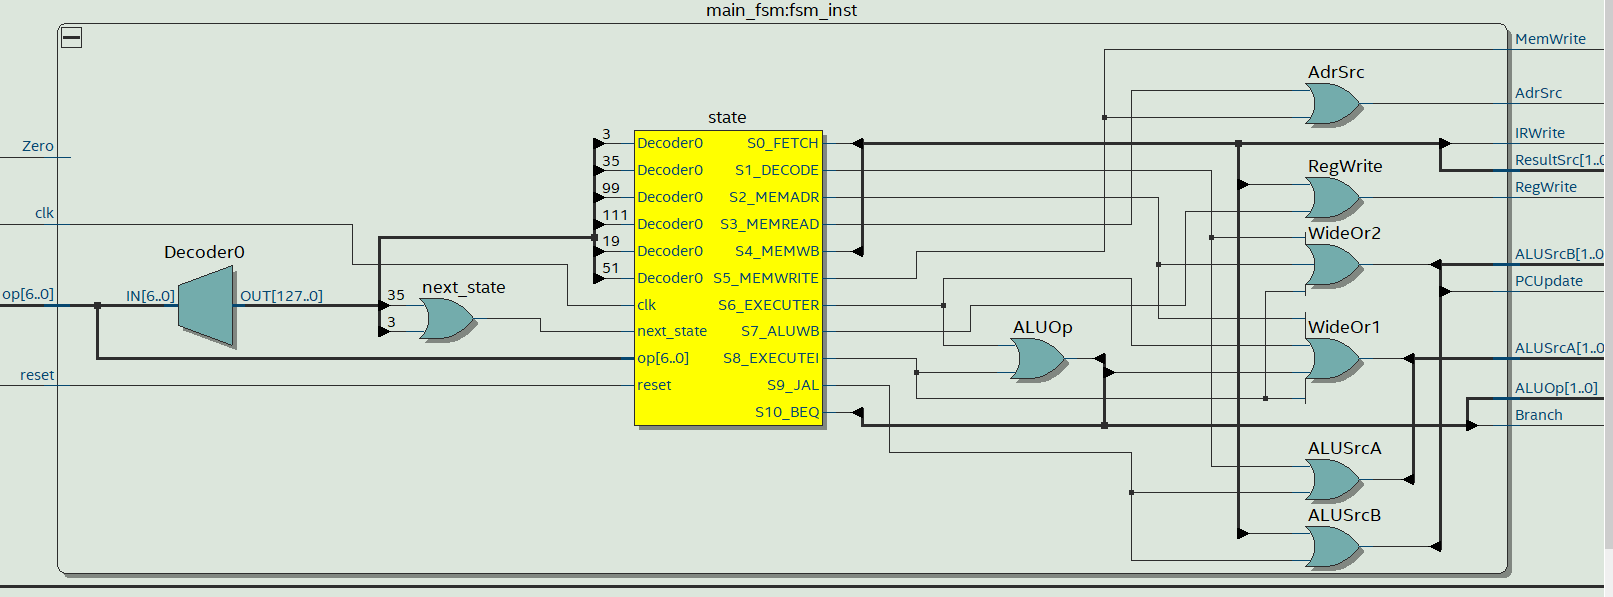 main_fsm:fsm_inst
MemWrite
AdrSrc
AdrSrc
state
IRWrite
3
Decoder0
S0_FETCH
Zero
ResultSrc[1..0
35
Decoder0
S1_DECODE
RegWrite
99
Decoder0
S2_MEMADR
RegWrite
clk
111
Decoder0
S3_MEMREAD
WideOr2
Decoder0
19
Decoder0
S4_MEMWB
ALUSrcB[1..0
51
Decoder0
S5_MEMWRITE
PCUpdate
op[6..0]
IN[6..0]
OUT[127..0]
35
next_state
clk
S6_EXECUTER
3
next_state
S7_ALUWB
ALUOp
WideOr1
ALUSrcA[1..0
op[6..0]
S8_EXECUTEI
reset
reset
S9_JAL
ALUOp[1..0]
S10_BEQ
Branch
ALUSrcA
ALUSrcB